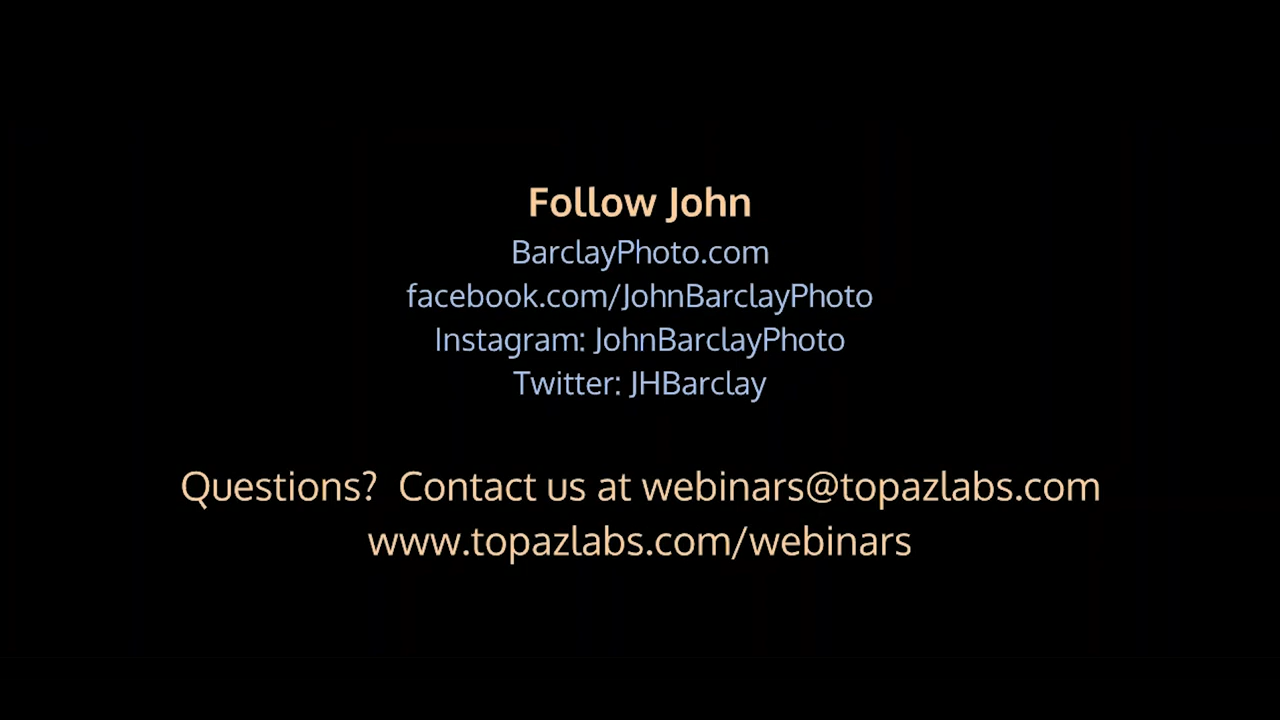 Follow John
BarclayPhoto.com
facebook.com/JohnBarclayPhoto
Instagram: JohnBarclayPhoto
Twitter: JHBarclay
Questions?  Contact us at webinars@topazlabs.com
www.topazlabs.com/webinars